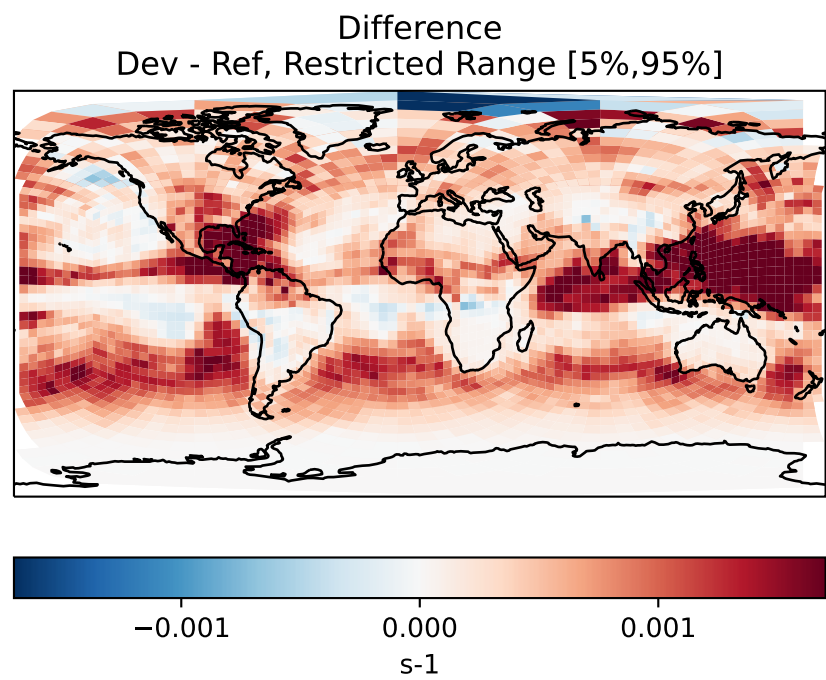 Difference
Dev - Ref, Restricted Range [5%,95%]
−0.001 0.000 0.001
s-1